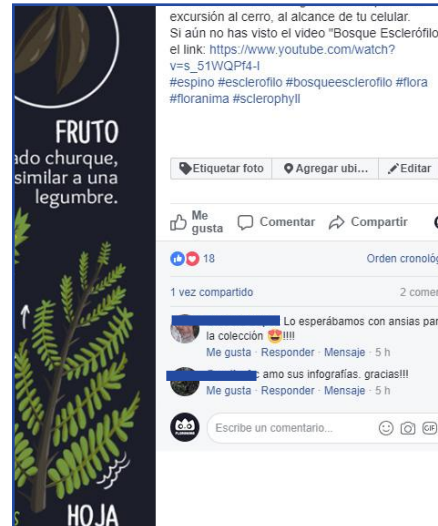 excursión al cerro, al alcance de tu celular.
Si aún no has visto el video "Bosque Esclerófilo
el link: https://www.youtube.com/watch?
v=s_51WQPf4-I
#espino #esclerofilo #bosqueesclerofilo #flora
#floranima #sclerophyll
FRUTO
ado churque,
similar a una
legumbre.
Etiquetar foto Agregar ubi... Editar
Me gusta Comentar Compartir
18 Orden cronológ
1 vez compartido 2 comen
Lo esperábamos con ansias par
la colección 😍!!!!
Me gusta · Responder · Mensaje · 5 h
amo sus infografías. gracias!!!
Me gusta · Responder · Mensaje · 5 h
Escribe un comentario... GIF
HOJA